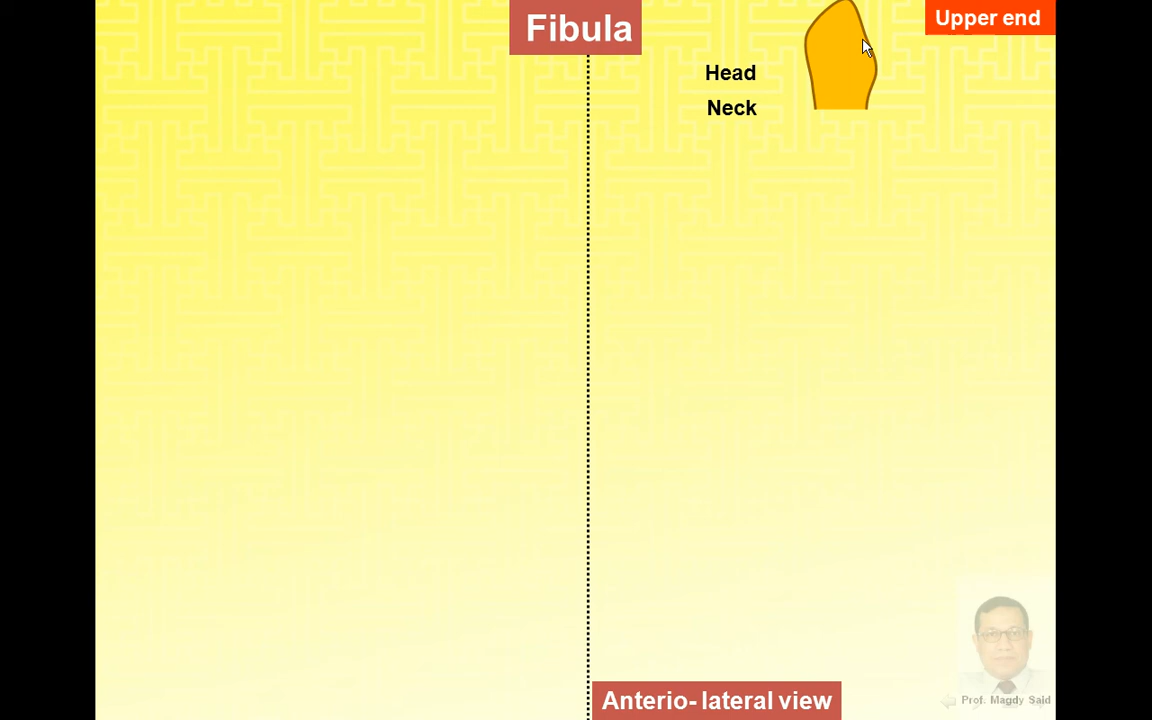 Fibula
Upper end
Head
Neck
Anterio- lateral view
Prof. Magdy Said